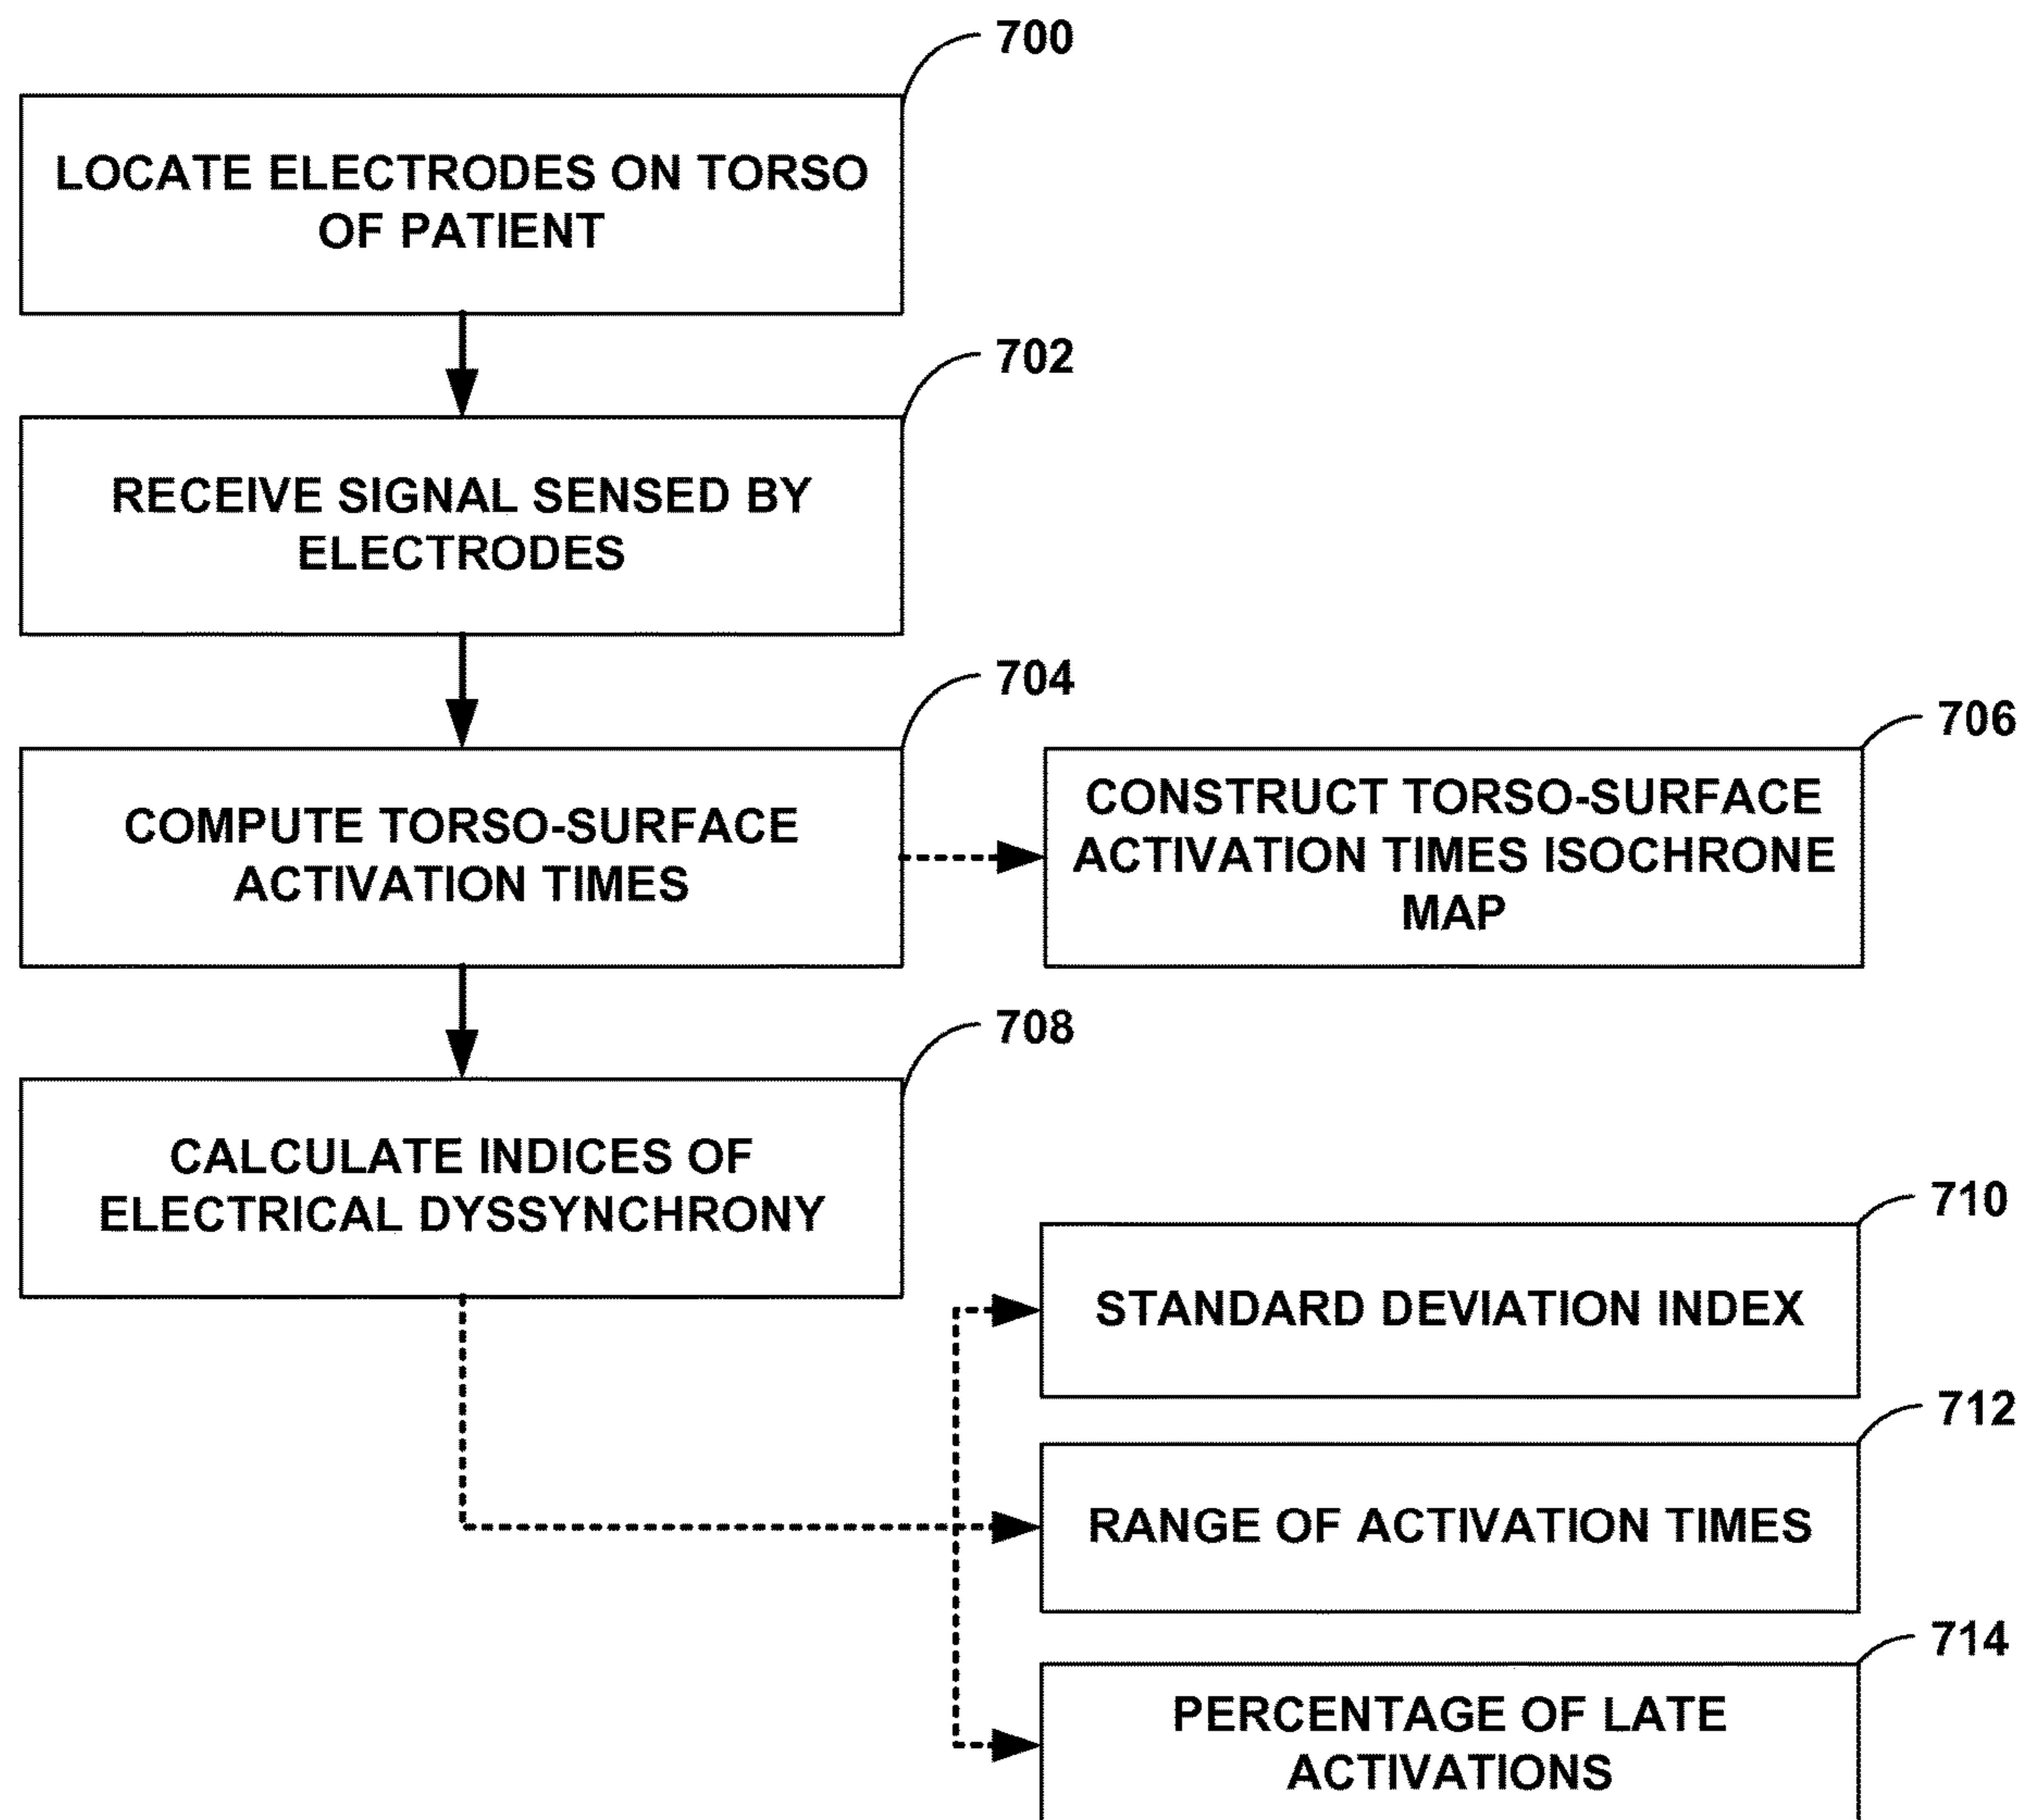 700
LOCATE ELECTRODES ON TORSO
OF PATIENT
702
RECEIVE SIGNAL SENSED BY
ELECTRODES
704
COMPUTE TORSO-SURFACE
ACTIVATION TIMES
706
CONSTRUCT TORSO-SURFACE
ACTIVATION TIMES ISOCHRONE
MAP
708
CALCULATE INDICES OF
ELECTRICAL DYSSYNCHRONY
710
STANDARD DEVIATION INDEX
712
RANGE OF ACTIVATION TIMES
714
PERCENTAGE OF LATE
ACTIVATIONS